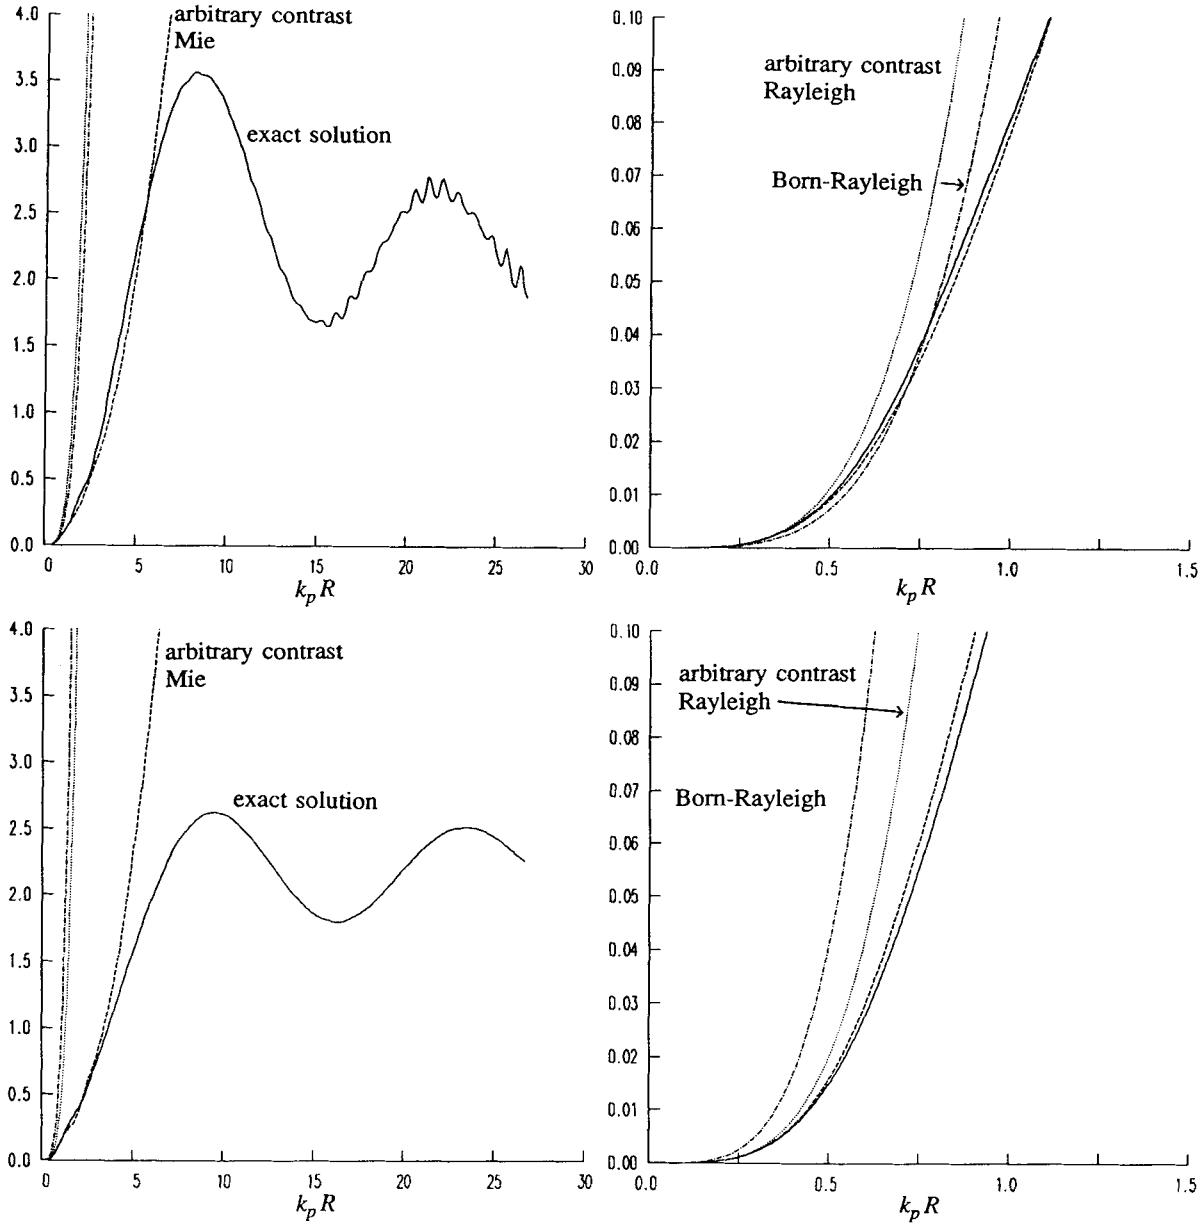 4.0
3.5
3.0
2.5
2.0
1.5
1.0
0.5
0.0
arbitrary contrast
Mie
exact solution
0 5 10 15 20 25 30
k_p R
0.10
0.09
0.08
0.07
0.06
0.05
0.04
0.03
0.02
0.01
0.00
arbitrary contrast
Rayleigh
Born-Rayleigh
0.0 0.5 1.0 1.5
k_p R
4.0
3.5
3.0
2.5
2.0
1.5
1.0
0.5
0.0
arbitrary contrast
Mie
exact solution
0 5 10 15 20 25 30
k_p R
0.10
0.09
0.08
0.07
0.06
0.05
0.04
0.03
0.02
0.01
0.00
arbitrary contrast
Rayleigh
Born-Rayleigh
0.0 0.5 1.0 1.5
k_p R